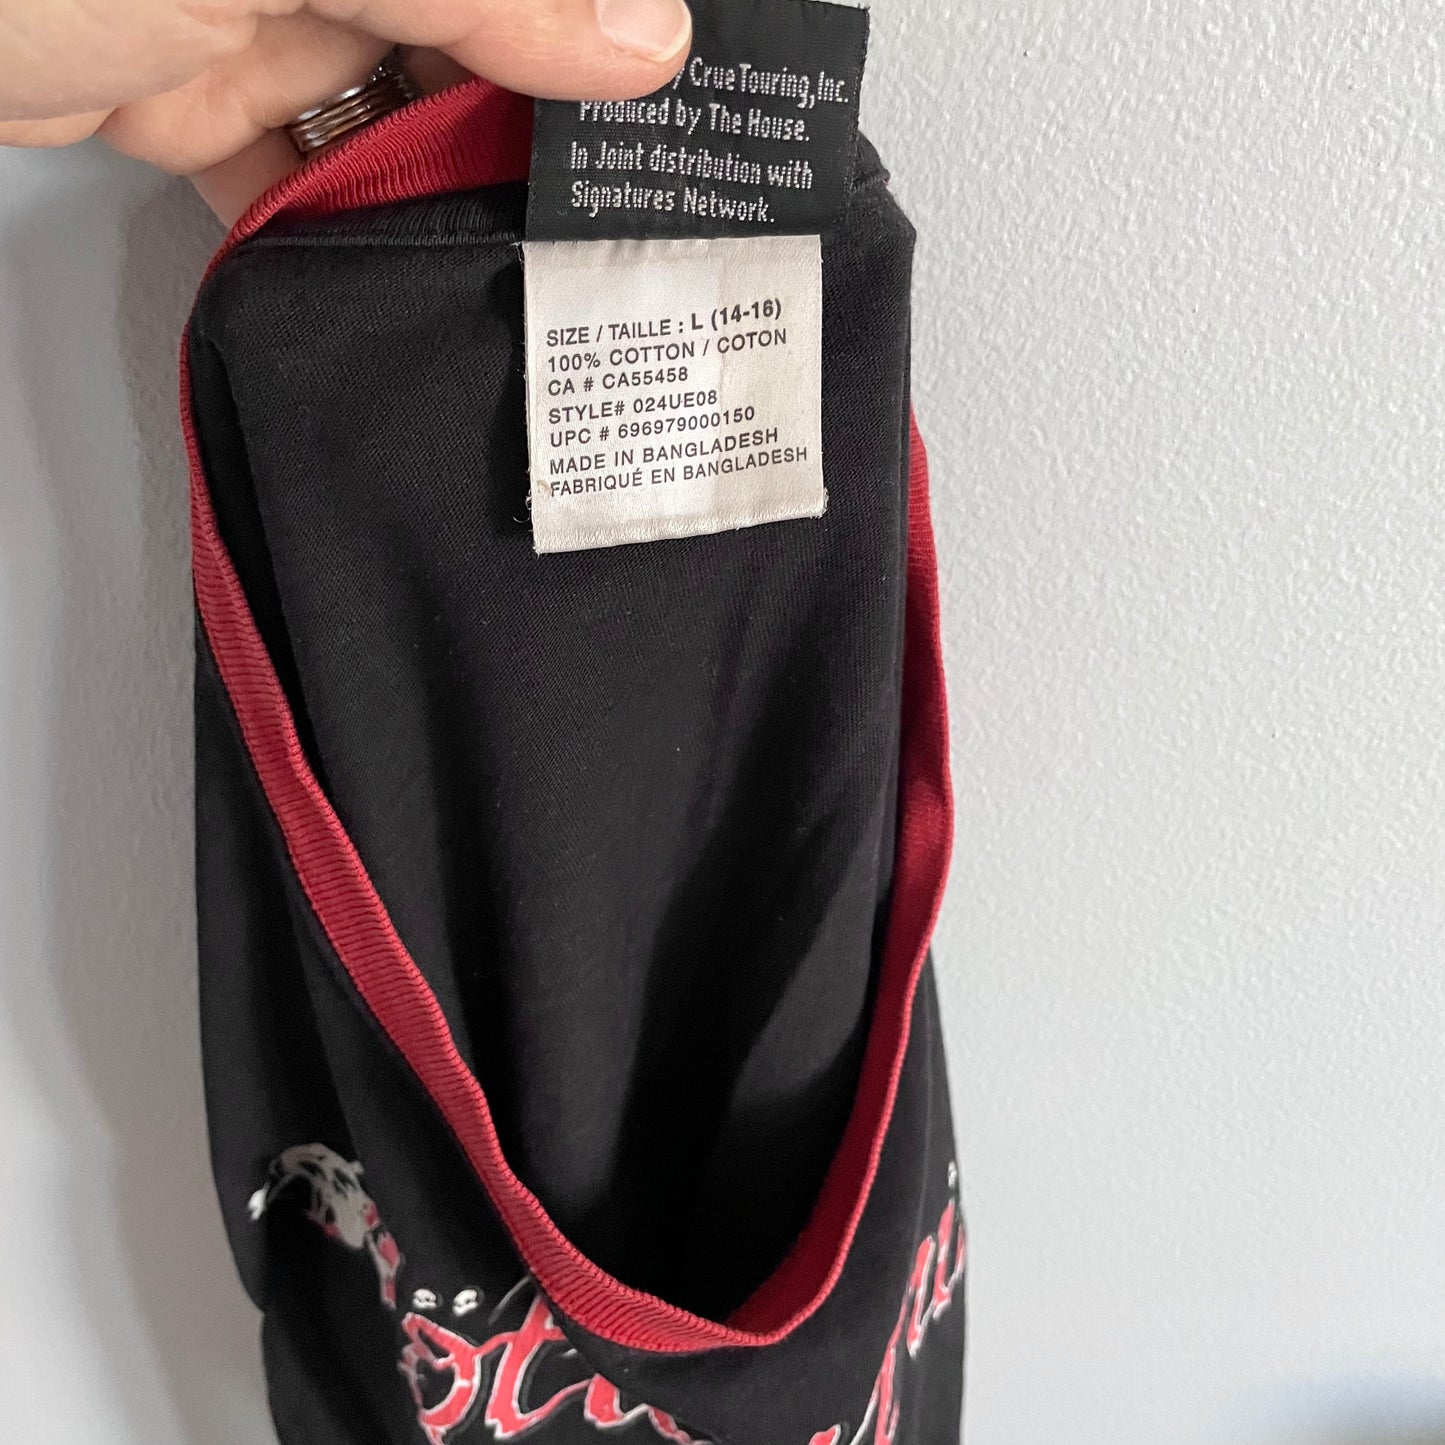 Crue Touring, Inc.
Produced by The House.
In Joint distribution with
Signatures Network.
SIZE / TAILLE : L (14-16)
100% COTTON / COTON
CA # CA55458
STYLE# 024UE08
UPC # 696979000150
MADE IN BANGLADESH
FABRIQUÉ EN BANGLADESH